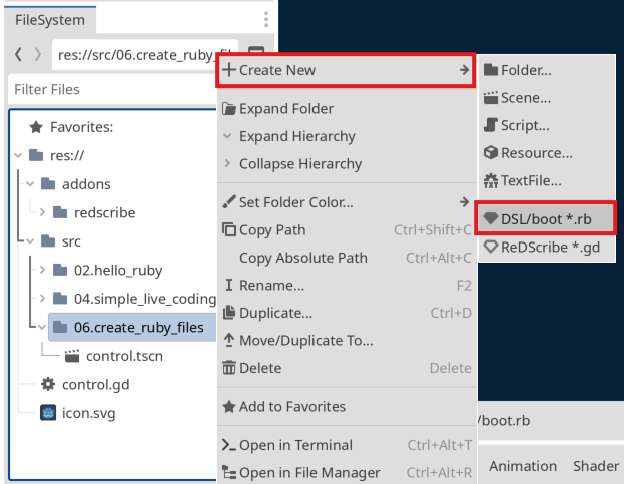 FileSystem
res://src/06.create_ruby_fil
Filter Files
Favorites:
res://
addons
redscribe
src
02.hello_ruby
04.simple_live_coding
06.create_ruby_files
control.tscn
control.gd
icon.svg
Create New
Expand Folder
Expand Hierarchy
Collapse Hierarchy
Set Folder Color...
Copy Path Ctrl+Shift+C
Copy Absolute Path Ctrl+Alt+C
Rename... F2
Duplicate... Ctrl+D
Move/Duplicate To...
Delete Delete
Add to Favorites
Open in Terminal Ctrl+Alt+T
Open in File Manager Ctrl+Alt+R
Folder...
Scene...
Script...
Resource...
TextFile...
DSL/boot *.rb
ReDScribe *.gd
/boot.rb
Animation Shader